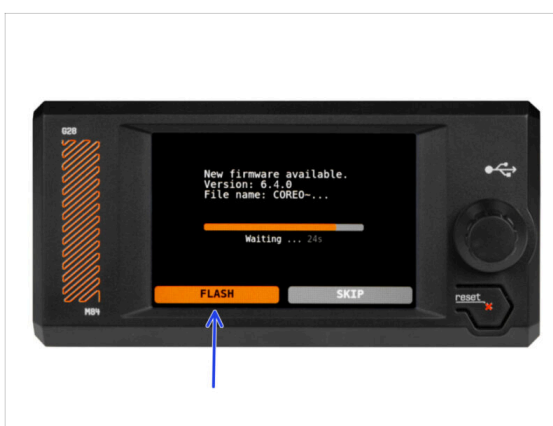 G28
New firmware available.
Version: 6.4.0
File name: COREO~...
Waiting ... 24s
FLASH
SKIP
reset
M84